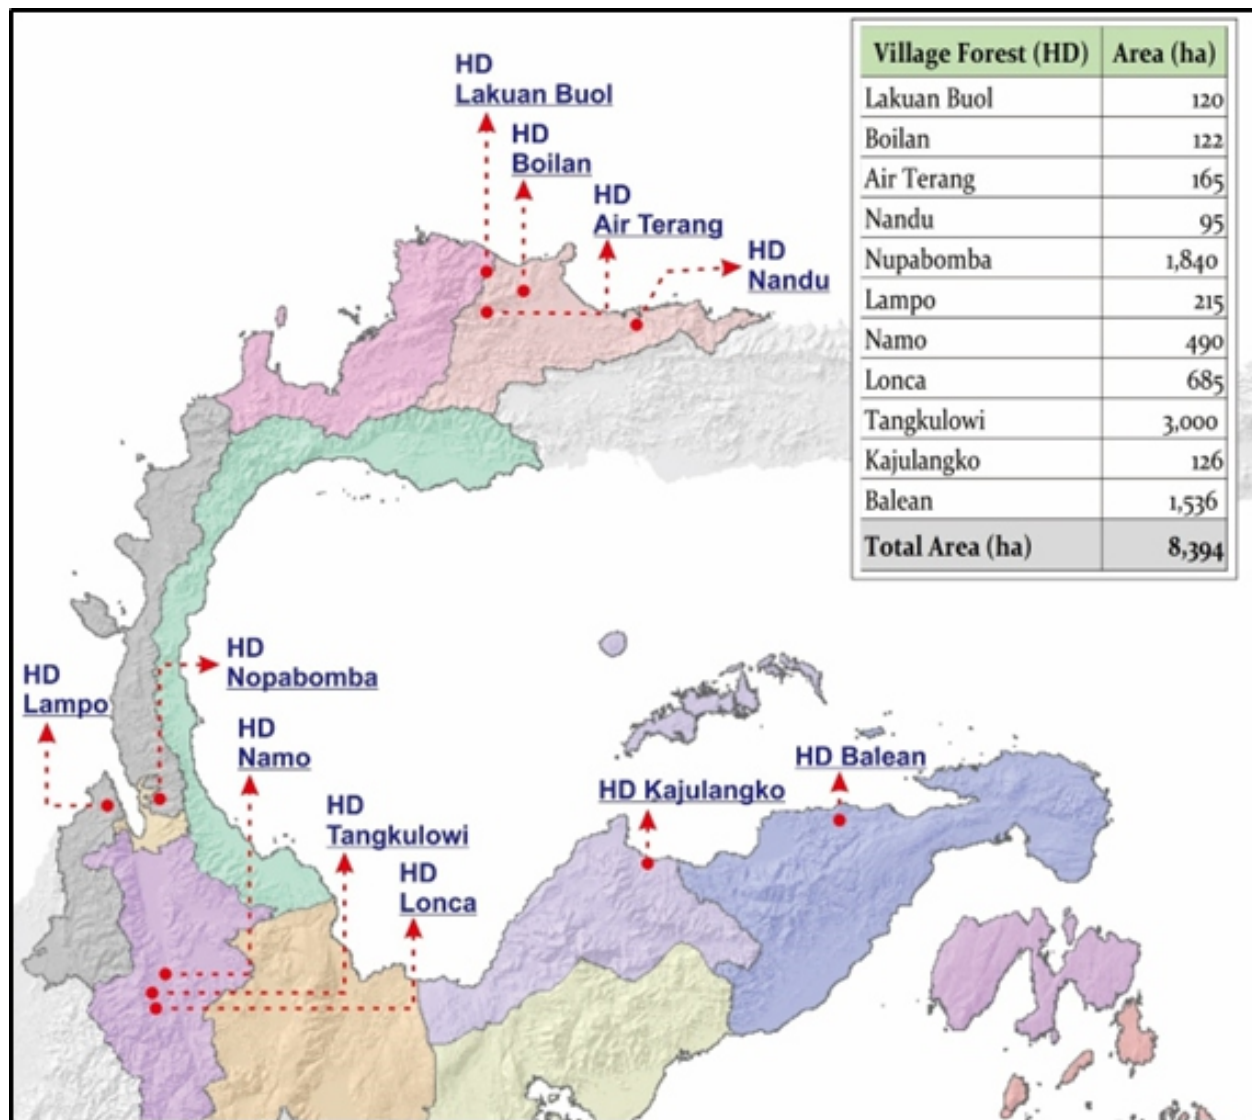 HD
Lakuan Buol
HD
Boilan
HD
Air Terang
HD
Nandu
Village Forest (HD) Area (ha)
Lakuan Buol 120
Boilan 122
Air Terang 165
Nandu 95
Nupabomba 1,840
Lampo 215
Namo 490
Lonca 685
Tangkulowi 3,000
Kajulangko 126
Balean 1,536
Total Area (ha) 8,394
HD
Nopabomba
HD
Lampo
HD
Namo
HD
Tangkulowi
HD
Lonca
HD Kajulangko
HD Balean